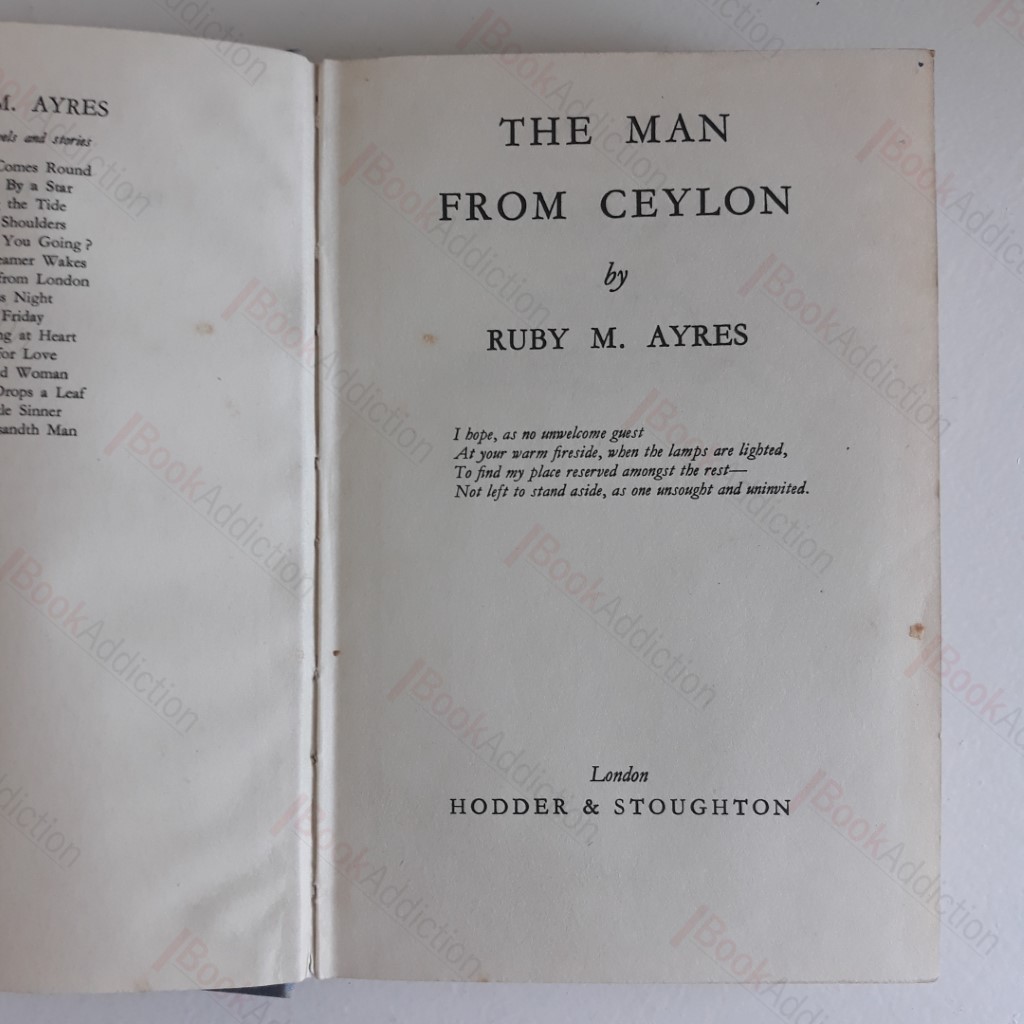 M. AYRES
and stories
Comes Round
By a Star
the Tide
Shoulders
You Going?
Wakes
from London
Night
Friday
at Heart
for Love
Woman
Drops a Leaf
Sinner
Man
THE MAN
FROM CEYLON
by
RUBY M. AYRES
I hope, as no unwelcome guest
At your warm fireside, when the lamps are lighted,
To find my place reserved amongst the rest—
Not left to stand aside, as one unsought and uninvited.
London
HODDER & STOUGHTON
BookAddiction